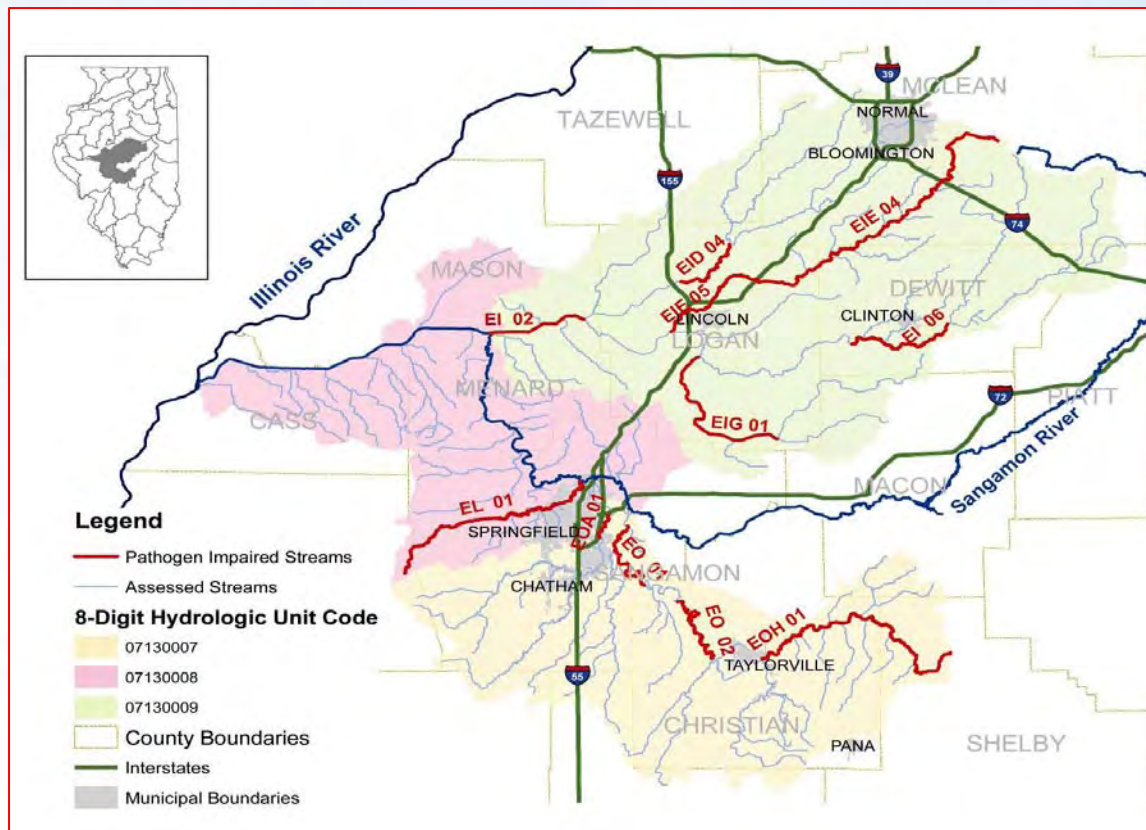 39
MCLEAN
NORMAL
TAZEWELL
BLOOMINGTON
155
EIE 04
74
EID 04
Illinois River
MASON
EIE 05
DEWITT
CLINTON
EI 02
LINCOLN
LOGAN
EI 06
MENARD
72
PIATT
CASS
EIG 01
Sangamon River
MACON
EL 01
Legend
SPRINGFIELD
EOA 01
Pathogen Impaired Streams
EO 01
SANGAMON
Assessed Streams
CHATHAM
8-Digit Hydrologic Unit Code
EO 02
EOH 01
07130007
TAYLORVILLE
55
07130008
07130009
CHRISTIAN
County Boundaries
PANA
SHELBY
Interstates
Municipal Boundaries